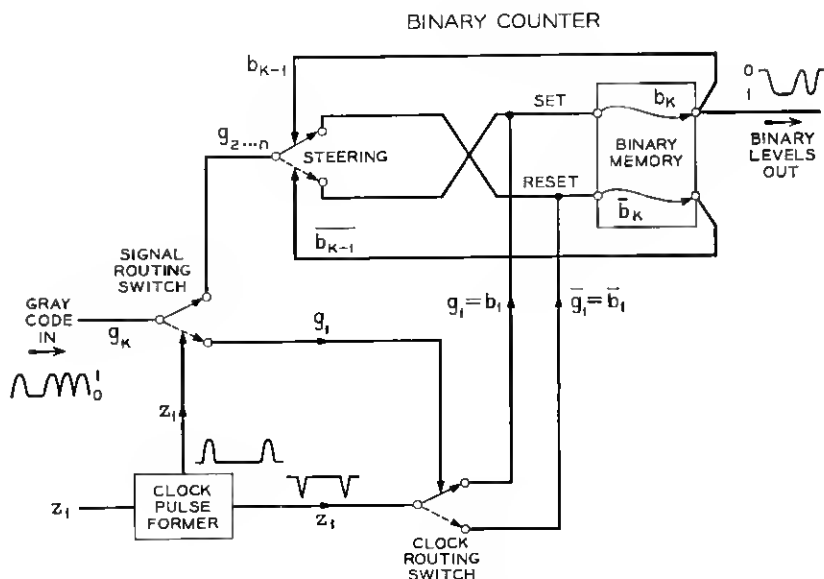 BINARY COUNTER
b_{K-1}
0
1
SET
b_K
g_{2...n}
STEERING
BINARY
MEMORY
BINARY
LEVELS
OUT
RESET
b̄_K
\overline{b_{K-1}}
SIGNAL
ROUTING
SWITCH
GRAY
CODE
IN
g_K
g_1
g_1=b_1
ḡ_1=b̄_1
1
0
z_1
z_1
CLOCK
PULSE
FORMER
z_1
CLOCK
ROUTING
SWITCH